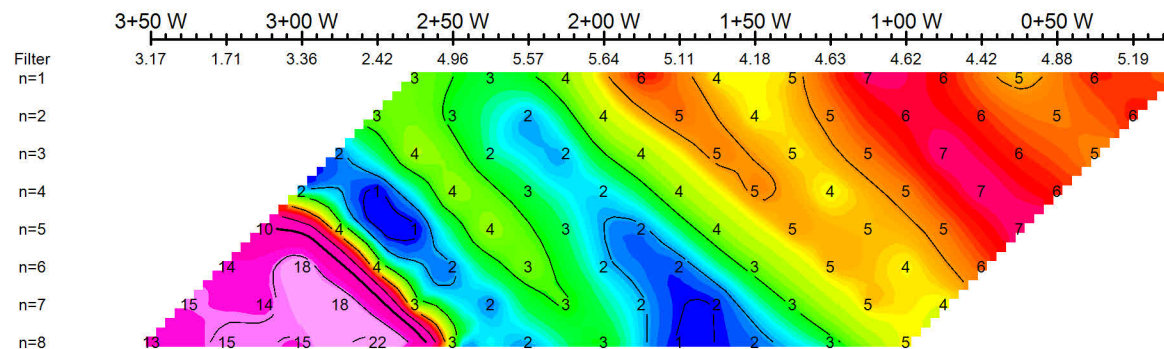 3+50 W 3+00 W 2+50 W 2+00 W 1+50 W 1+00 W 0+50 W
Filter 3.17 1.71 3.36 2.42 4.96 5.57 5.64 5.11 4.18 4.63 4.62 4.42 4.88 5.19
n=1 3 3 4 6 4 5 7 6 5 6
n=2 3 3 2 4 5 4 5 6 6 5 6
n=3 2 4 2 2 4 5 5 5 7 6 5
n=4 2 1 4 3 2 4 5 4 5 7 6
n=5 10 4 1 4 3 2 4 5 5 5 7
n=6 14 18 4 2 3 2 2 3 5 4 6
n=7 15 14 18 3 2 3 2 2 3 5 4
n=8 13 15 15 22 3 2 3 1 2 3 5